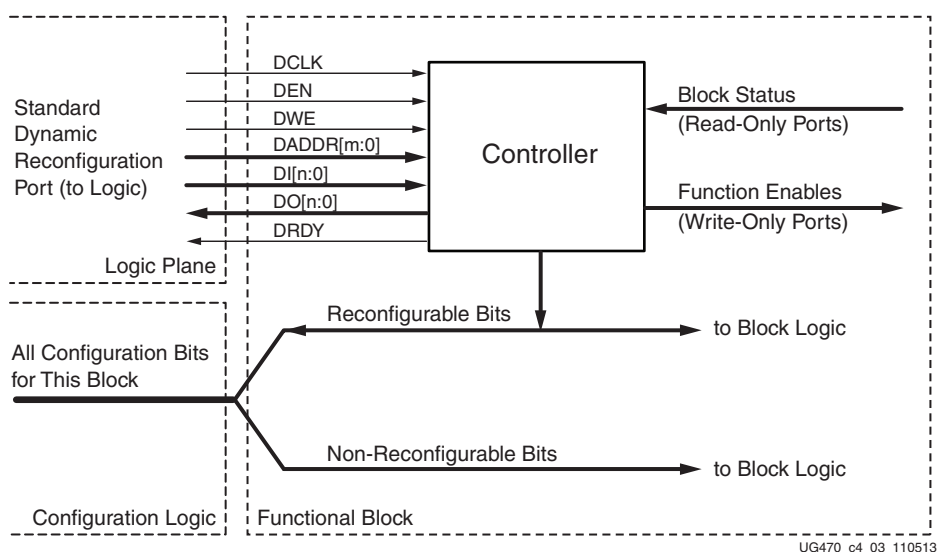 DCLK
DEN
DWE
DADDR[m:0]
DI[n:0]
DO[n:0]
DRDY
Standard
Dynamic
Reconfiguration
Port (to Logic)
Logic Plane
Controller
Block Status
(Read-Only Ports)
Function Enables
(Write-Only Ports)
Reconfigurable Bits
to Block Logic
All Configuration Bits
for This Block
Non-Reconfigurable Bits
to Block Logic
Configuration Logic
Functional Block
UG470_c4_03_110513